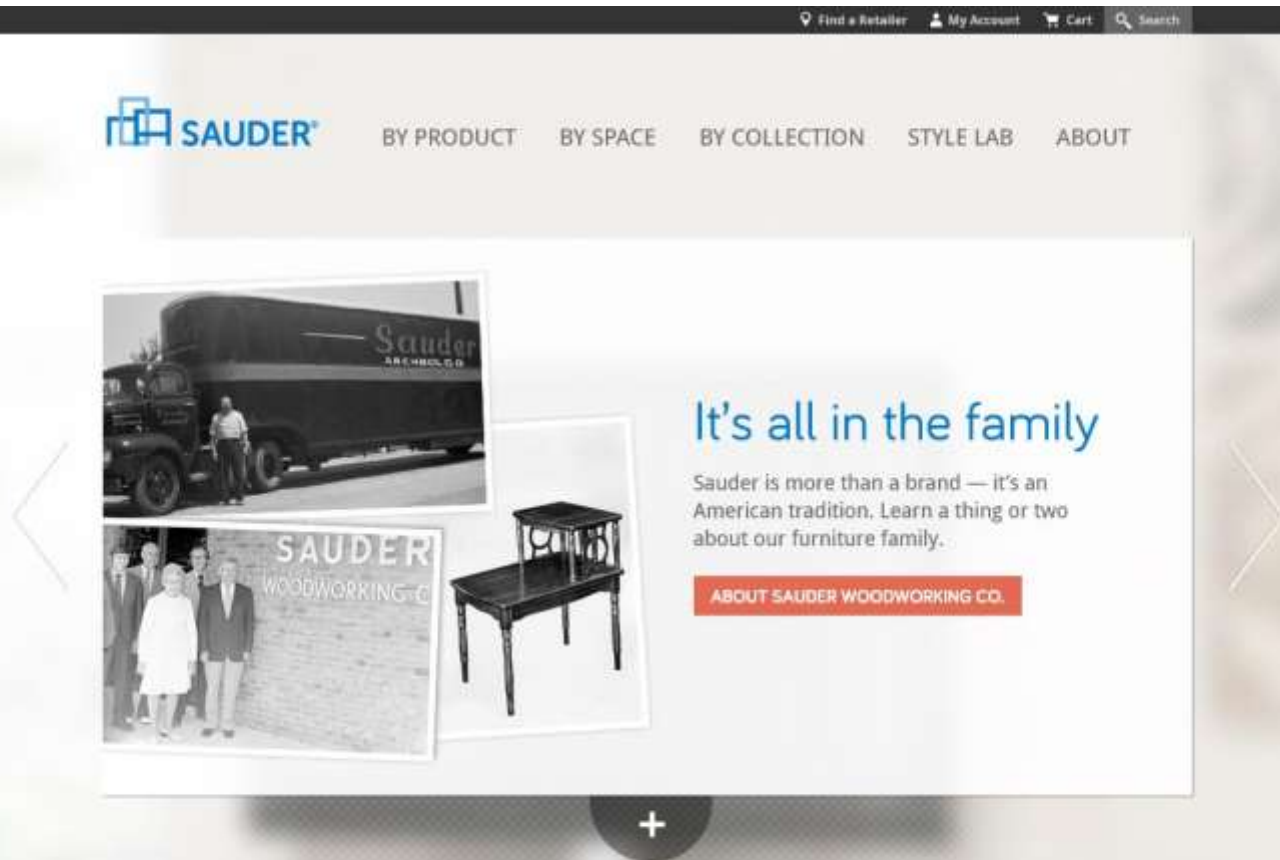 Find a Retailer My Account Cart Search
SAUDER®
BY PRODUCT BY SPACE BY COLLECTION STYLE LAB ABOUT
Sauder
ARCHBOLD, O.
SAUDER
WOODWORKING C
It's all in the family
Sauder is more than a brand — it's an
American tradition. Learn a thing or two
about our furniture family.
ABOUT SAUDER WOODWORKING CO.
+